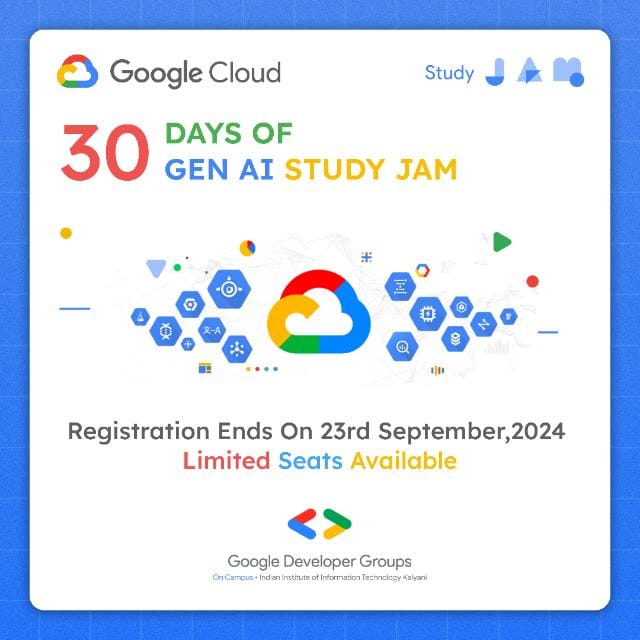 Google Cloud
Study JAM
30 DAYS OF
GEN AI STUDY JAM
Registration Ends On 23rd September,2024
Limited Seats Available
Google Developer Groups
On Campus • Indian Institute of Information Technology Kalyani